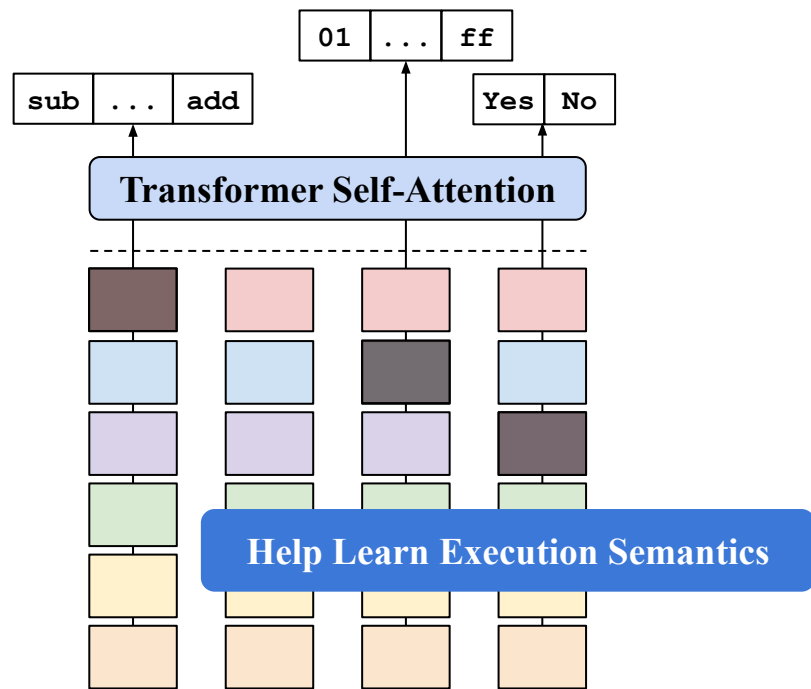 01 ... ff
sub ... add
Yes No
Transformer Self-Attention
Help Learn Execution Semantics